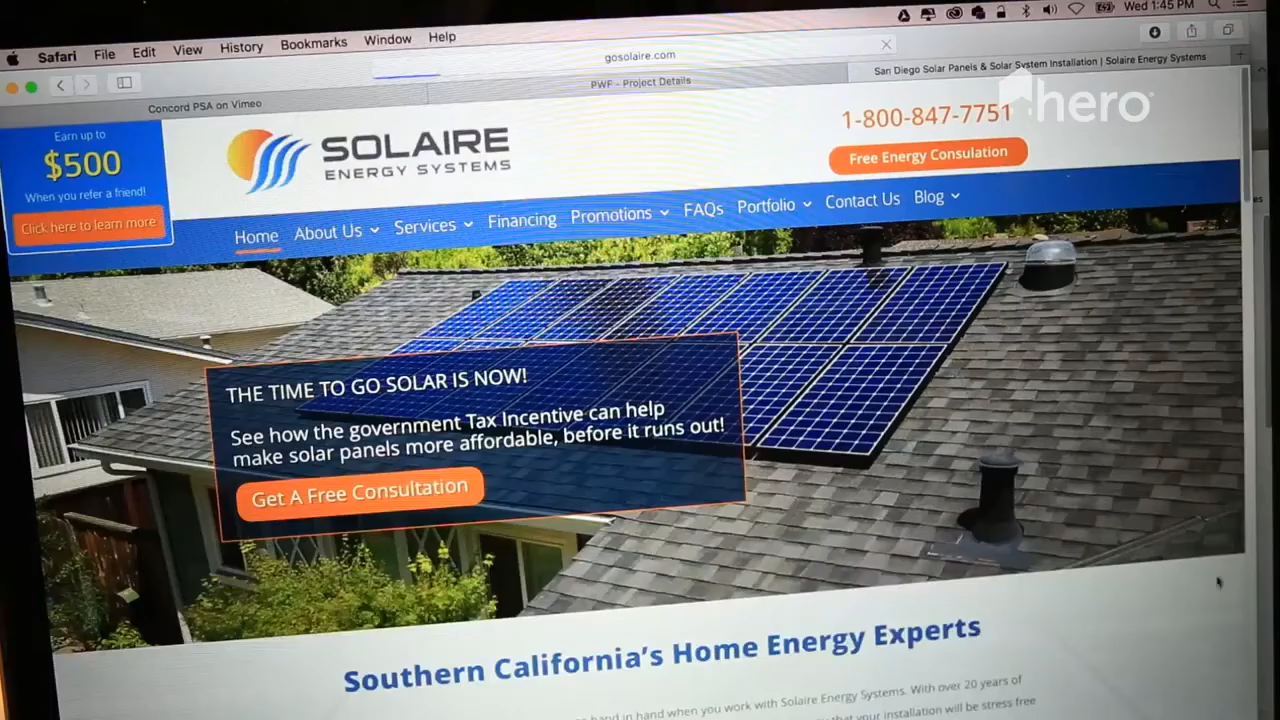 Safari File Edit View History Bookmarks Window Help
Wed 1:45 PM
gosolaire.com
Concord PSA on Vimeo
PWF - Project Details
San Diego Solar Panels & Solar System Installation | Solaire Energy Systems
hero
Earn up to
$500
When you refer a friend!
Click here to learn more
SOLAIRE
ENERGY SYSTEMS
1-800-847-7751
Free Energy Consulation
Home About Us Services Financing Promotions FAQs Portfolio Contact Us Blog
THE TIME TO GO SOLAR IS NOW!
See how the government Tax Incentive can help
make solar panels more affordable, before it runs out!
Get A Free Consultation
Southern California's Home Energy Experts
hand in hand when you work with Solaire Energy Systems. With over 20 years of
that your installation will be stress free